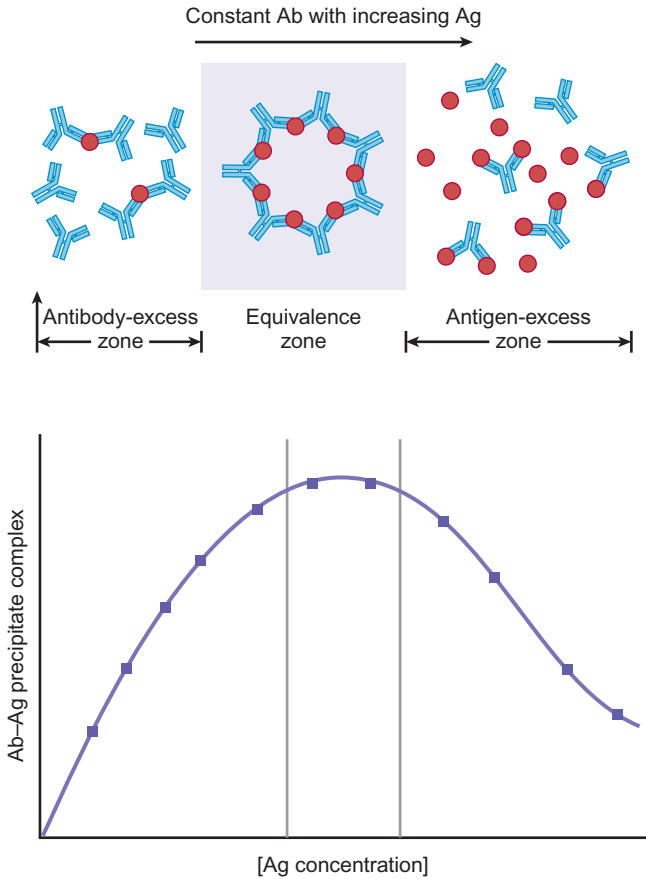 Constant Ab with increasing Ag
Antibody-excess
zone
Equivalence
zone
Antigen-excess
zone
Ab–Ag precipitate complex
[Ag concentration]